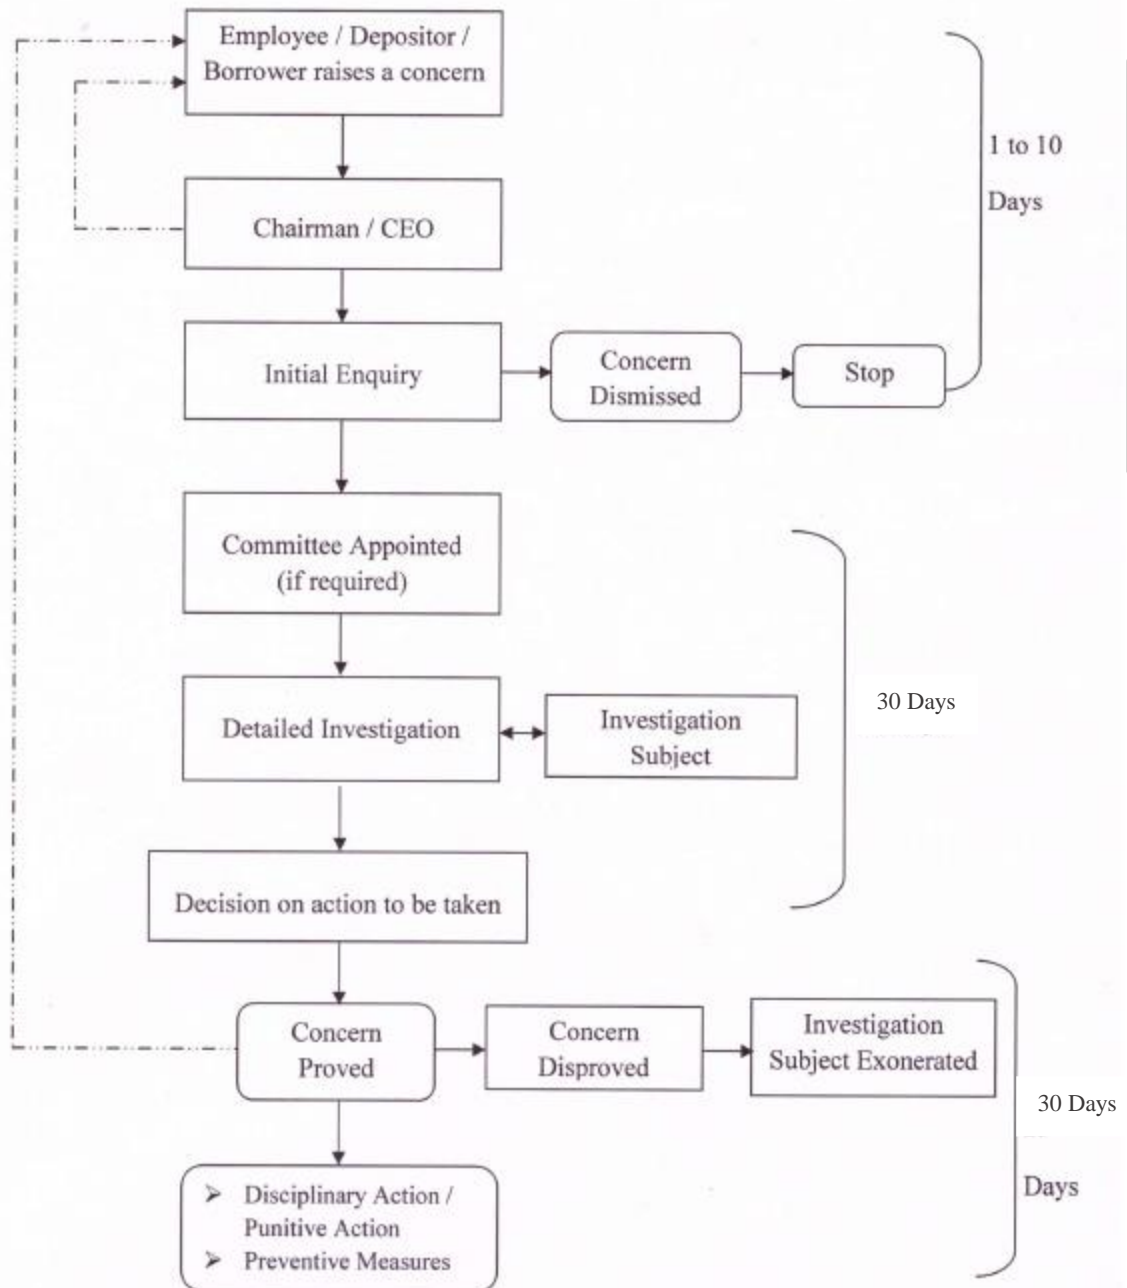 Employee / Depositor /
Borrower raises a concern
1 to 10
Days
Chairman / CEO
Initial Enquiry
Concern
Dismissed
Stop
Committee Appointed
(if required)
30 Days
Detailed Investigation
Investigation
Subject
Decision on action to be taken
Concern
Proved
Concern
Disproved
Investigation
Subject Exonerated
30 Days
Days
➢ Disciplinary Action /
Punitive Action
➢ Preventive Measures